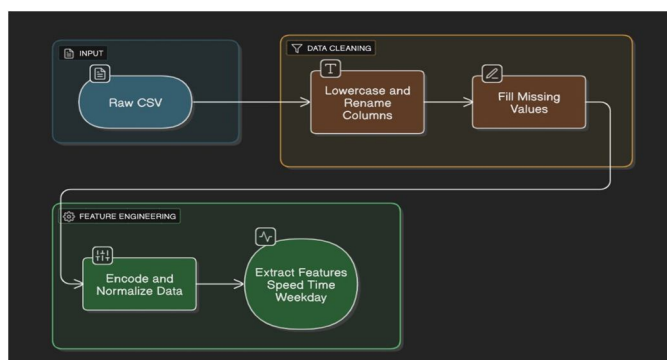 INPUT
Raw CSV
DATA CLEANING
Lowercase and
Rename
Columns
Fill Missing
Values
FEATURE ENGINEERING
Encode and
Normalize Data
Extract Features
Speed Time
Weekday